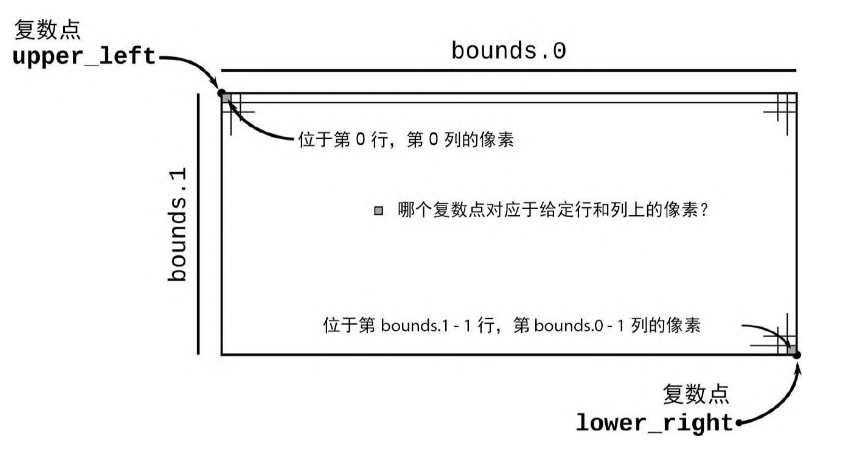 复数点
upper_left
bounds.0
bounds.1
位于第 0 行，第 0 列的像素
哪个复数点对应于给定行和列上的像素？
位于第 bounds.1 - 1 行，第 bounds.0 - 1 列的像素
复数点
lower_right